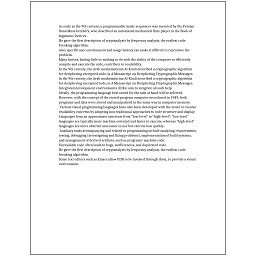 As early as the 9th century, a programmable music sequencer was invented by the Persian
Banu Musa brothers, who described an automated mechanical flute player in the Book of
Ingenious Devices.
He gave the first description of cryptanalysis by frequency analysis, the earliest code-
breaking algorithm.
Also, specific user environment and usage history can make it difficult to reproduce the
problem.
Many factors, having little or nothing to do with the ability of the computer to efficiently
compile and execute the code, contribute to readability.
In the 9th century, the Arab mathematician Al-Kindi described a cryptographic algorithm
for deciphering encrypted code, in A Manuscript on Deciphering Cryptographic Messages.
In the 9th century, the Arab mathematician Al-Kindi described a cryptographic algorithm
for deciphering encrypted code, in A Manuscript on Deciphering Cryptographic Messages.
Integrated development environments (IDEs) aim to integrate all such help.
Ideally, the programming language best suited for the task at hand will be selected.
However, with the concept of the stored-program computer introduced in 1949, both
programs and data were stored and manipulated in the same way in computer memory.
Various visual programming languages have also been developed with the intent to resolve
readability concerns by adopting non-traditional approaches to code structure and display.
Languages form an approximate spectrum from "low-level" to "high-level"; "low-level"
languages are typically more machine-oriented and faster to execute, whereas "high-level"
languages are more abstract and easier to use but execute less quickly.
Auxiliary tasks accompanying and related to programming include analyzing requirements,
testing, debugging (investigating and fixing problems), implementation of build systems,
and management of derived artifacts, such as programs' machine code.
Unreadable code often leads to bugs, inefficiencies, and duplicated code.
He gave the first description of cryptanalysis by frequency analysis, the earliest code-
breaking algorithm.
Some text editors such as Emacs allow GDB to be invoked through them, to provide a visual
environment.